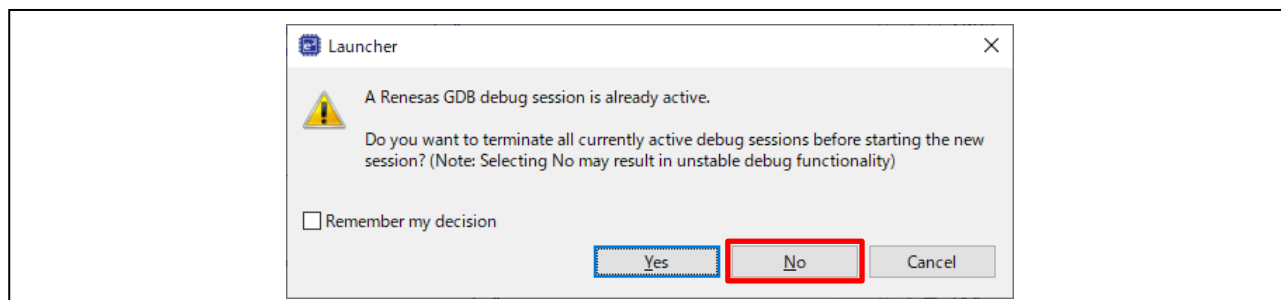 Launcher
A Renesas GDB debug session is already active.
Do you want to terminate all currently active debug sessions before starting the new
session? (Note: Selecting No may result in unstable debug functionality)
Remember my decision
Yes No Cancel